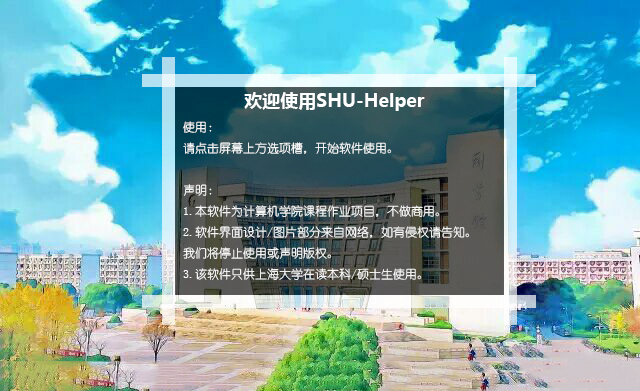 欢迎使用SHU-Helper
使用：
请点击屏幕上方选项槽，开始软件使用。
声明：
1. 本软件为计算机学院课程作业项目，不做商用。
2. 软件界面设计/图片部分来自网络，如有侵权请告知。
我们将停止使用或声明版权。
3. 该软件只供上海大学在读本科/硕士生使用。